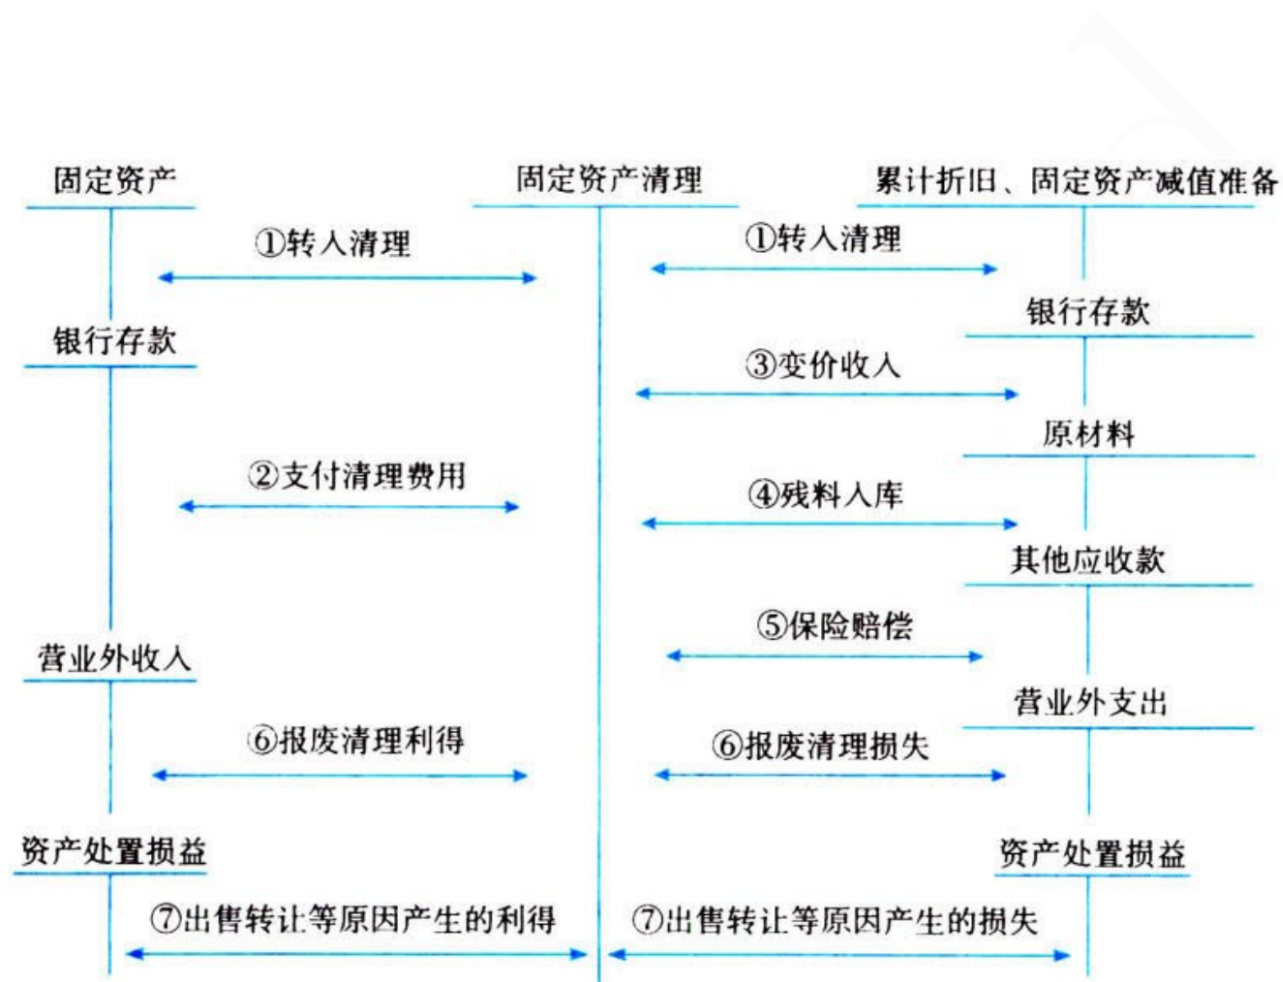 固定资产
固定资产清理
累计折旧、固定资产减值准备
①转入清理
①转入清理
银行存款
银行存款
③变价收入
原材料
②支付清理费用
④残料入库
其他应收款
⑤保险赔偿
营业外收入
营业外支出
⑥报废清理利得
⑥报废清理损失
资产处置损益
资产处置损益
⑦出售转让等原因产生的利得
⑦出售转让等原因产生的损失